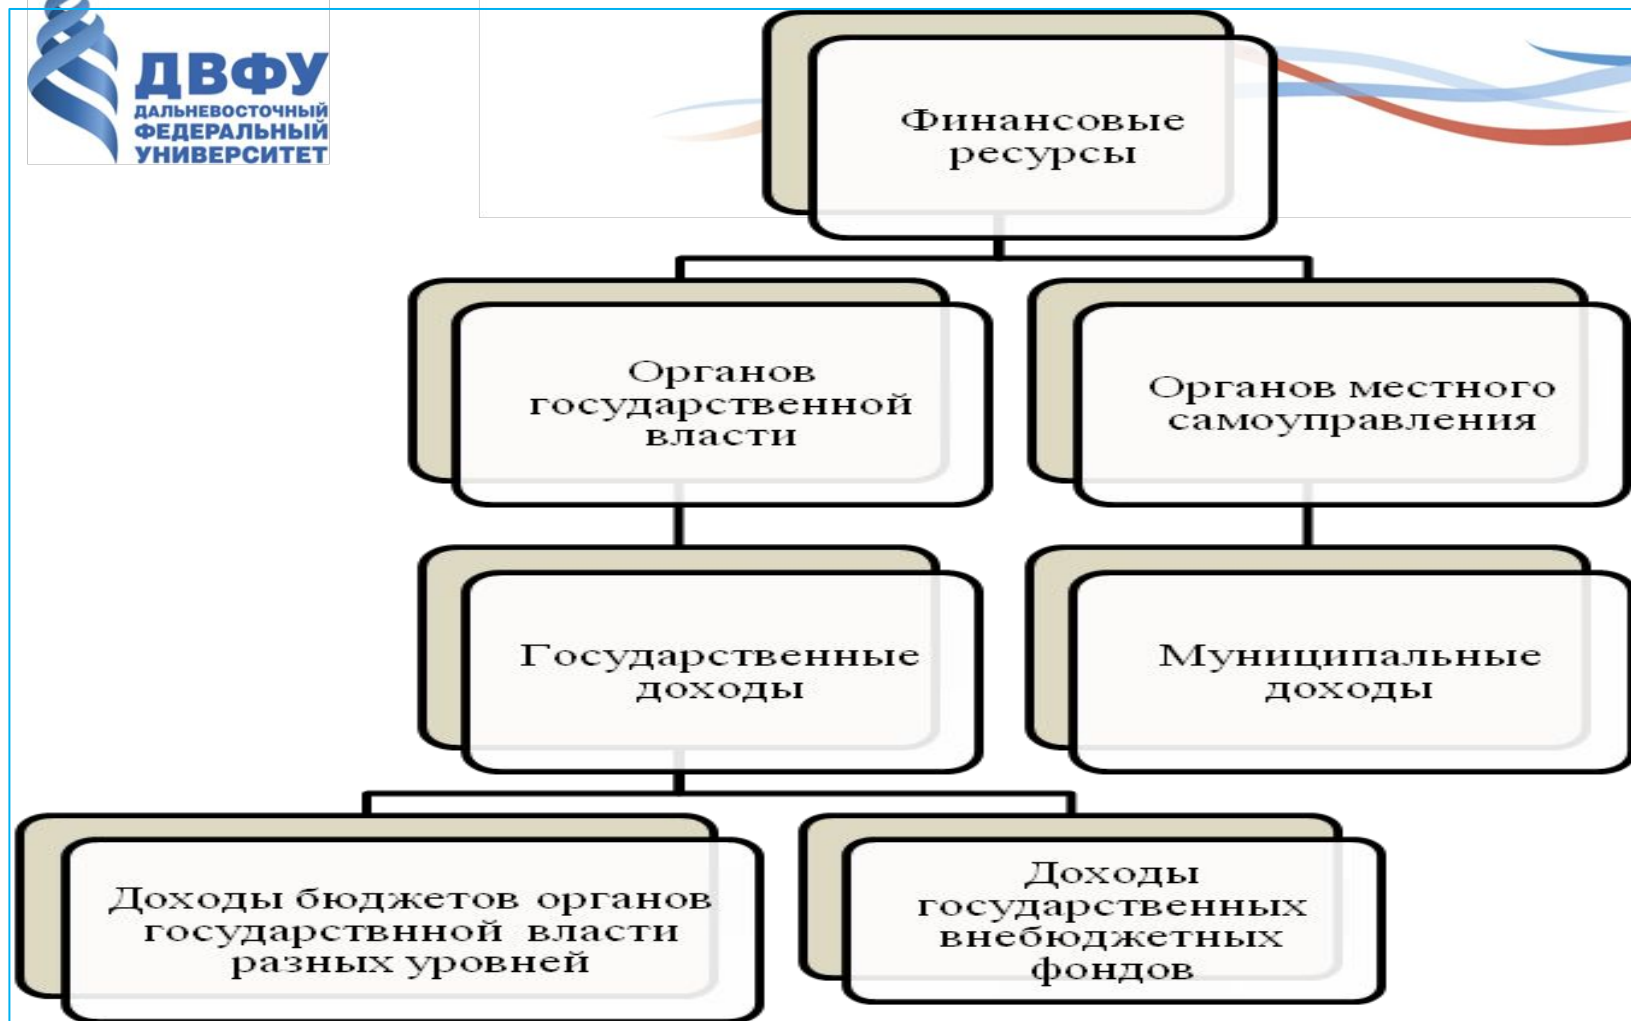 ДВФУ
ДАЛЬНЕВОСТОЧНЫЙ
ФЕДЕРАЛЬНЫЙ
УНИВЕРСИТЕТ
Финансовые
ресурсы
Органов
государственной
власти
Органов местного
самоуправления
Государственные
доходы
Муниципальные
доходы
Доходы бюджетов органов
государствнной власти
разных уровней
Доходы
государственных
внебюджетных
фондов